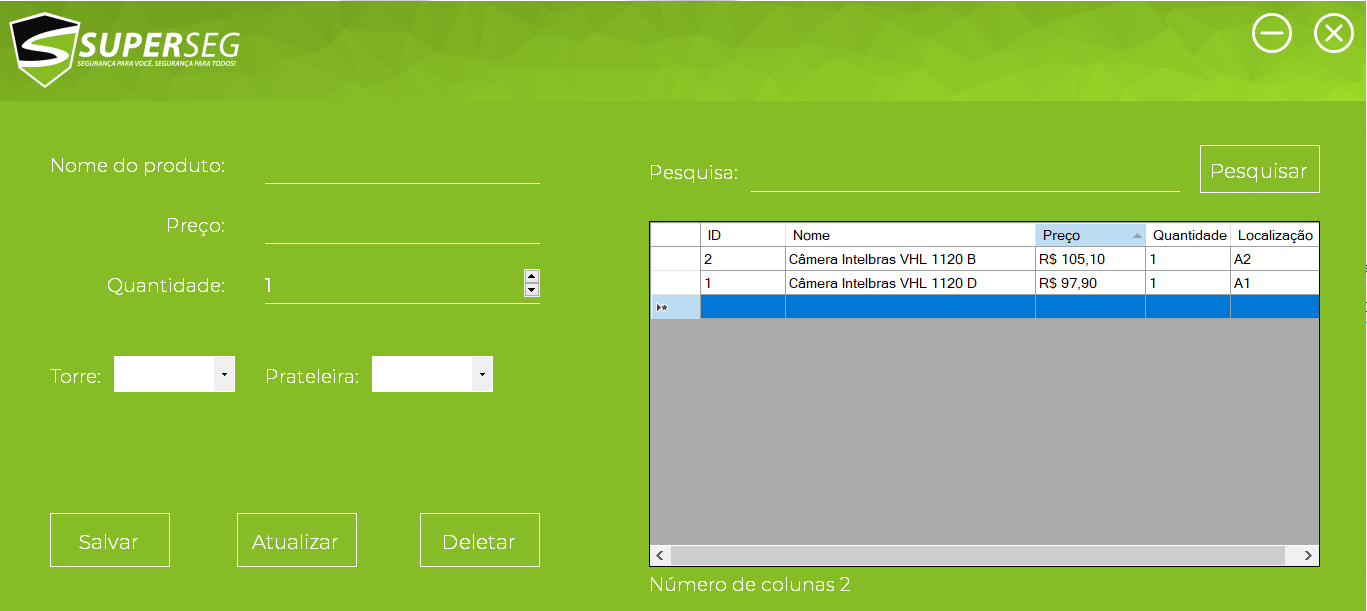 SUPERSEG
SEGURANÇA PARA VOCÊ. SEGURANÇA PARA TODOS!
Nome do produto:
Preço:
Quantidade: 1
Torre: Prateleira:
Salvar Atualizar Deletar
Pesquisa: Pesquisar
ID Nome Preço Quantidade Localização
2 Câmera Intelbras VHL 1120 B R$ 105,10 1 A2
1 Câmera Intelbras VHL 1120 D R$ 97,90 1 A1
Número de colunas 2